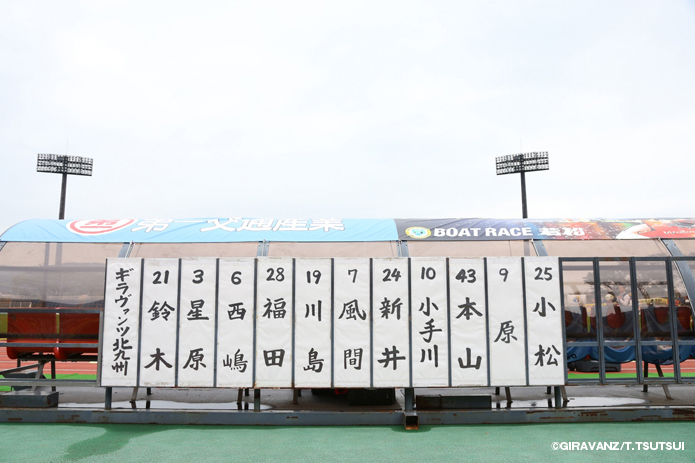 第一交通産業
BOAT RACE 若松
ギラヴァンツ北九州
21 鈴木
3 星原
6 西嶋
28 福田
19 川島
7 風間
24 新井
10 小手川
43 本山
9 原
25 小松
©GIRAVANZ/T.TSUTSUI